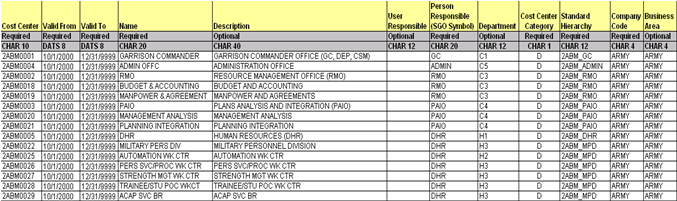 Cost Center Valid From Valid To Name Description User Responsible Person Responsible (SGO Symbol) Department Cost Center Category Standard Hierarchy Company Code Business Area
Required Required Required Required Optional Optional Required Optional Required Required Required Optional
CHAR 10 DATS 8 DATS 8 CHAR 20 CHAR 40 CHAR 12 CHAR 20 CHAR 12 CHAR 1 CHAR 12 CHAR 4 CHAR 4
2ABM0001 10/1/2000 12/31/9999 GARRISON COMMANDER GARRISON COMMANDER OFFICE (GC, DEP, CSM) GC C1 D 2ABM_GC ARMY ARMY
2ABM0004 10/1/2000 12/31/9999 ADMIN OFFC ADMINISTRATION OFFICE ADMIN C5 D 2ABM_ADMIN ARMY ARMY
2ABM0002 10/1/2000 12/31/9999 RMO RESOURCE MANAGEMENT OFFICE (RMO) RMO C3 D 2ABM_RMO ARMY ARMY
2ABM0018 10/1/2000 12/31/9999 BUDGET & ACCOUNTING BUDGET AND ACCOUNTING RMO C3 D 2ABM_RMO ARMY ARMY
2ABM0019 10/1/2000 12/31/9999 MANPOWER & AGREEMENT MANPOWER AND AGREEMENTS RMO C3 D 2ABM_RMO ARMY ARMY
2ABM0003 10/1/2000 12/31/9999 PAIO PLANS ANALYSIS AND INTEGRATION (PAIO) PAIO C4 D 2ABM_PAIO ARMY ARMY
2ABM0020 10/1/2000 12/31/9999 MANAGEMENT ANALYSIS MANAGEMENT ANALYSIS PAIO C4 D 2ABM_PAIO ARMY ARMY
2ABM0021 10/1/2000 12/31/9999 PLANNING INTEGRATION PLANNING INTEGRATION PAIO C4 D 2ABM_PAIO ARMY ARMY
2ABM0005 10/1/2000 12/31/9999 DHR HUMAN RESOURCES (DHR) DHR H1 D 2ABM_DHR ARMY ARMY
2ABM0022 10/1/2000 12/31/9999 MILITARY PERS DIV MILITARY PERSONNEL DIVISION DHR H3 D 2ABM_MPD ARMY ARMY
2ABM0025 10/1/2000 12/31/9999 AUTOMATION WK CTR AUTOMATION WK CTR DHR H2 D 2ABM_MPD ARMY ARMY
2ABM0026 10/1/2000 12/31/9999 PERS SVC/PROC WK CTR PERS SVC/PROC WK CTR DHR H3 D 2ABM_MPD ARMY ARMY
2ABM0027 10/1/2000 12/31/9999 STRENGTH MGT WK CTR STRENGTH MGT WK CTR DHR H3 D 2ABM_MPD ARMY ARMY
2ABM0028 10/1/2000 12/31/9999 TRAINEE/STU POC WKCT TRAINEE/STU POC WK CTR DHR H3 D 2ABM_MPD ARMY ARMY
2ABM0029 10/1/2000 12/31/9999 ACAP SVC BR ACAP SVC BR DHR H3 D 2ABM_MPD ARMY ARMY